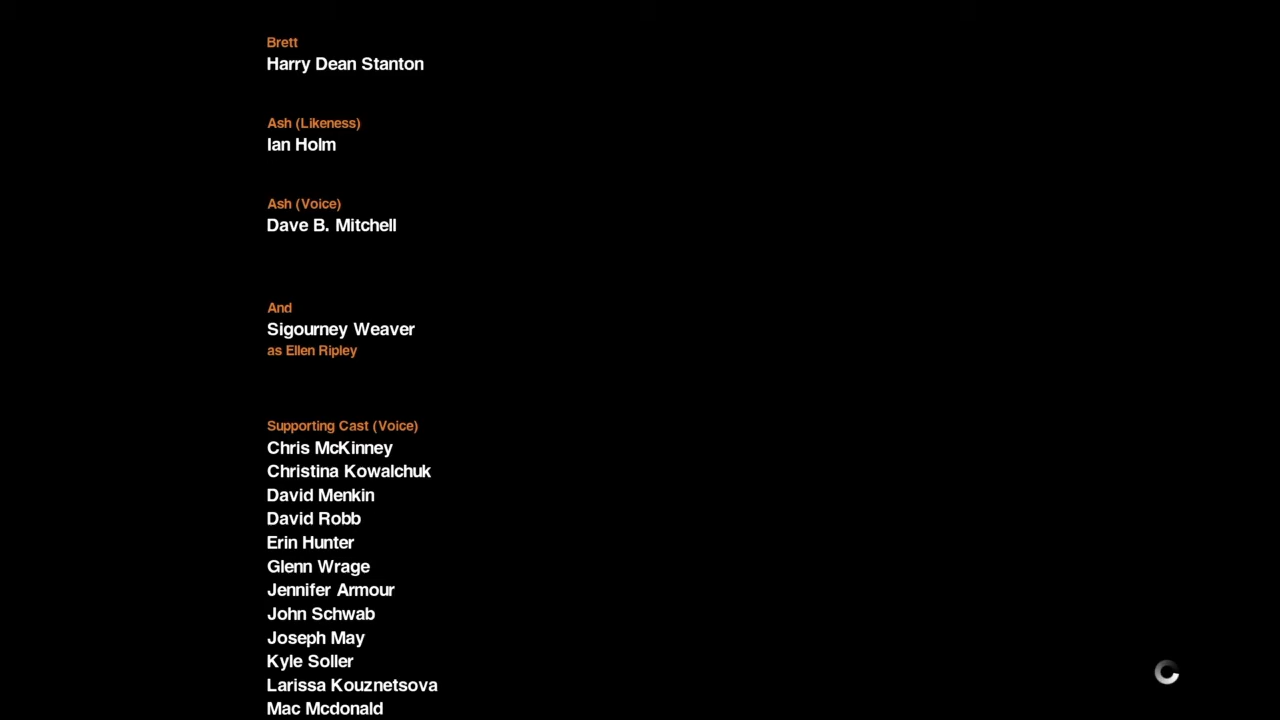 Brett
Harry Dean Stanton
Ash (Likeness)
Ian Holm
Ash (Voice)
Dave B. Mitchell
And
Sigourney Weaver
as Ellen Ripley
Supporting Cast (Voice)
Chris McKinney
Christina Kowalchuk
David Menkin
David Robb
Erin Hunter
Glenn Wrage
Jennifer Armour
John Schwab
Joseph May
Kyle Soller
Larissa Kouznetsova
Mac Mcdonald